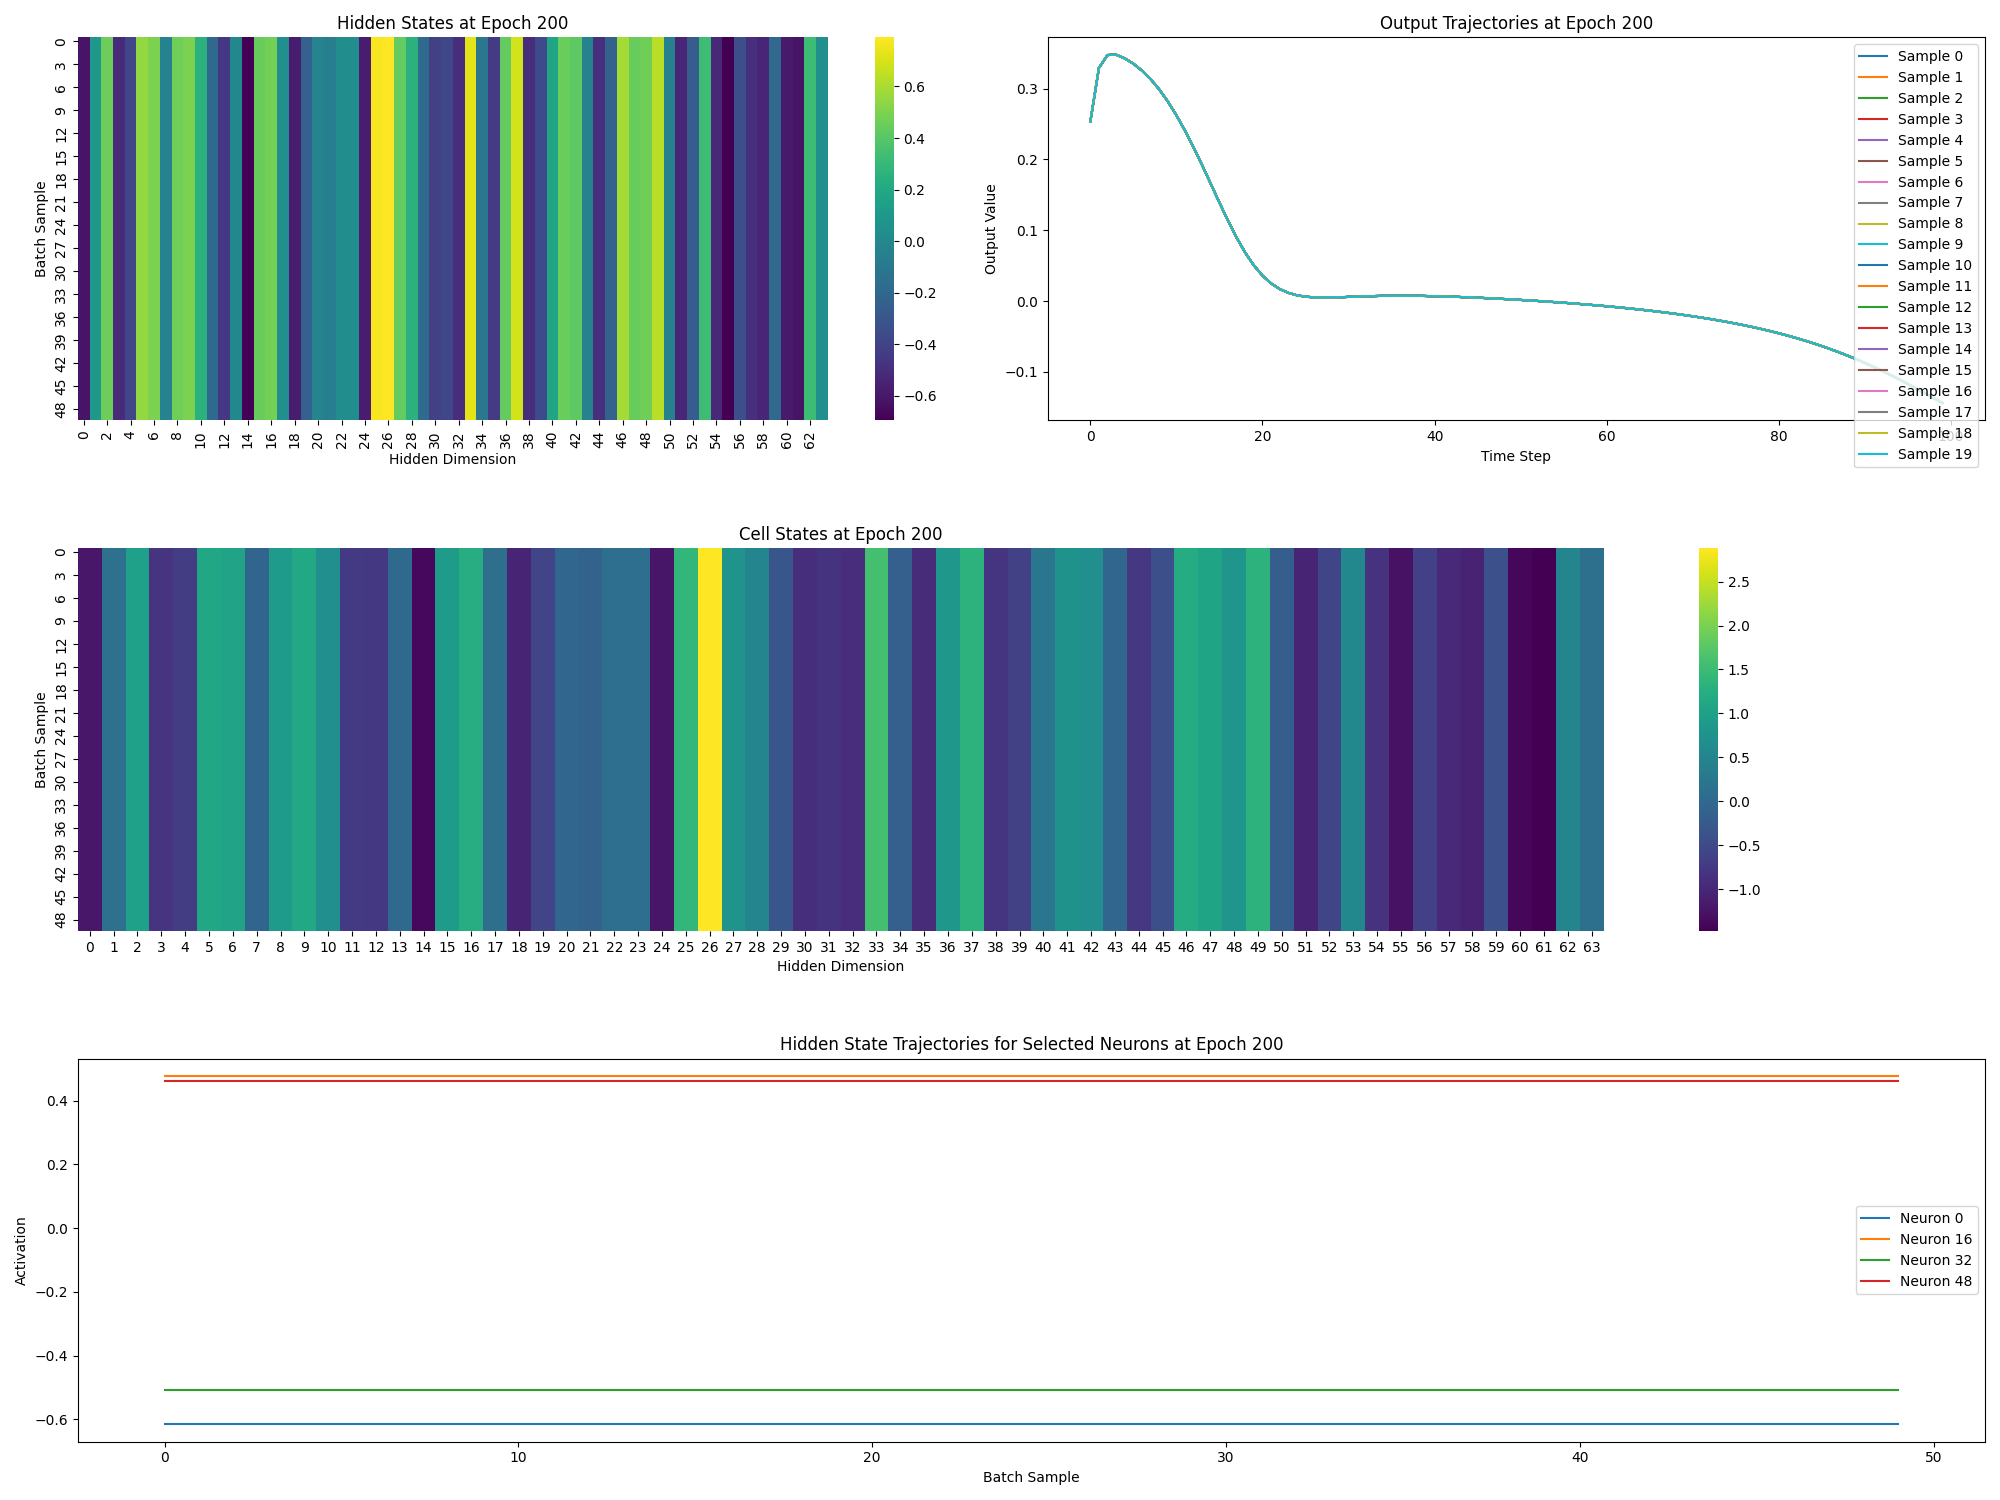 Hidden States at Epoch 200
Batch Sample
0
3
6
9
12
15
18
21
24
27
30
33
36
39
42
45
48
0 2 4 6 8 10 12 14 16 18 20 22 24 26 28 30 32 34 36 38 40 42 44 46 48 50 52 54 56 58 60 62
Hidden Dimension
0.6
0.4
0.2
0.0
−0.2
−0.4
−0.6
Output Trajectories at Epoch 200
Output Value
0.3
0.2
0.1
0.0
−0.1
0 20 40 60 80 100
Time Step
Sample 0
Sample 1
Sample 2
Sample 3
Sample 4
Sample 5
Sample 6
Sample 7
Sample 8
Sample 9
Sample 10
Sample 11
Sample 12
Sample 13
Sample 14
Sample 15
Sample 16
Sample 17
Sample 18
Sample 19
Cell States at Epoch 200
Batch Sample
0
3
6
9
12
15
18
21
24
27
30
33
36
39
42
45
48
0 1 2 3 4 5 6 7 8 9 10 11 12 13 14 15 16 17 18 19 20 21 22 23 24 25 26 27 28 29 30 31 32 33 34 35 36 37 38 39 40 41 42 43 44 45 46 47 48 49 50 51 52 53 54 55 56 57 58 59 60 61 62 63
Hidden Dimension
2.5
2.0
1.5
1.0
0.5
0.0
−0.5
−1.0
Hidden State Trajectories for Selected Neurons at Epoch 200
Activation
0.4
0.2
0.0
−0.2
−0.4
−0.6
0 10 20 30 40 50
Batch Sample
Neuron 0
Neuron 16
Neuron 32
Neuron 48